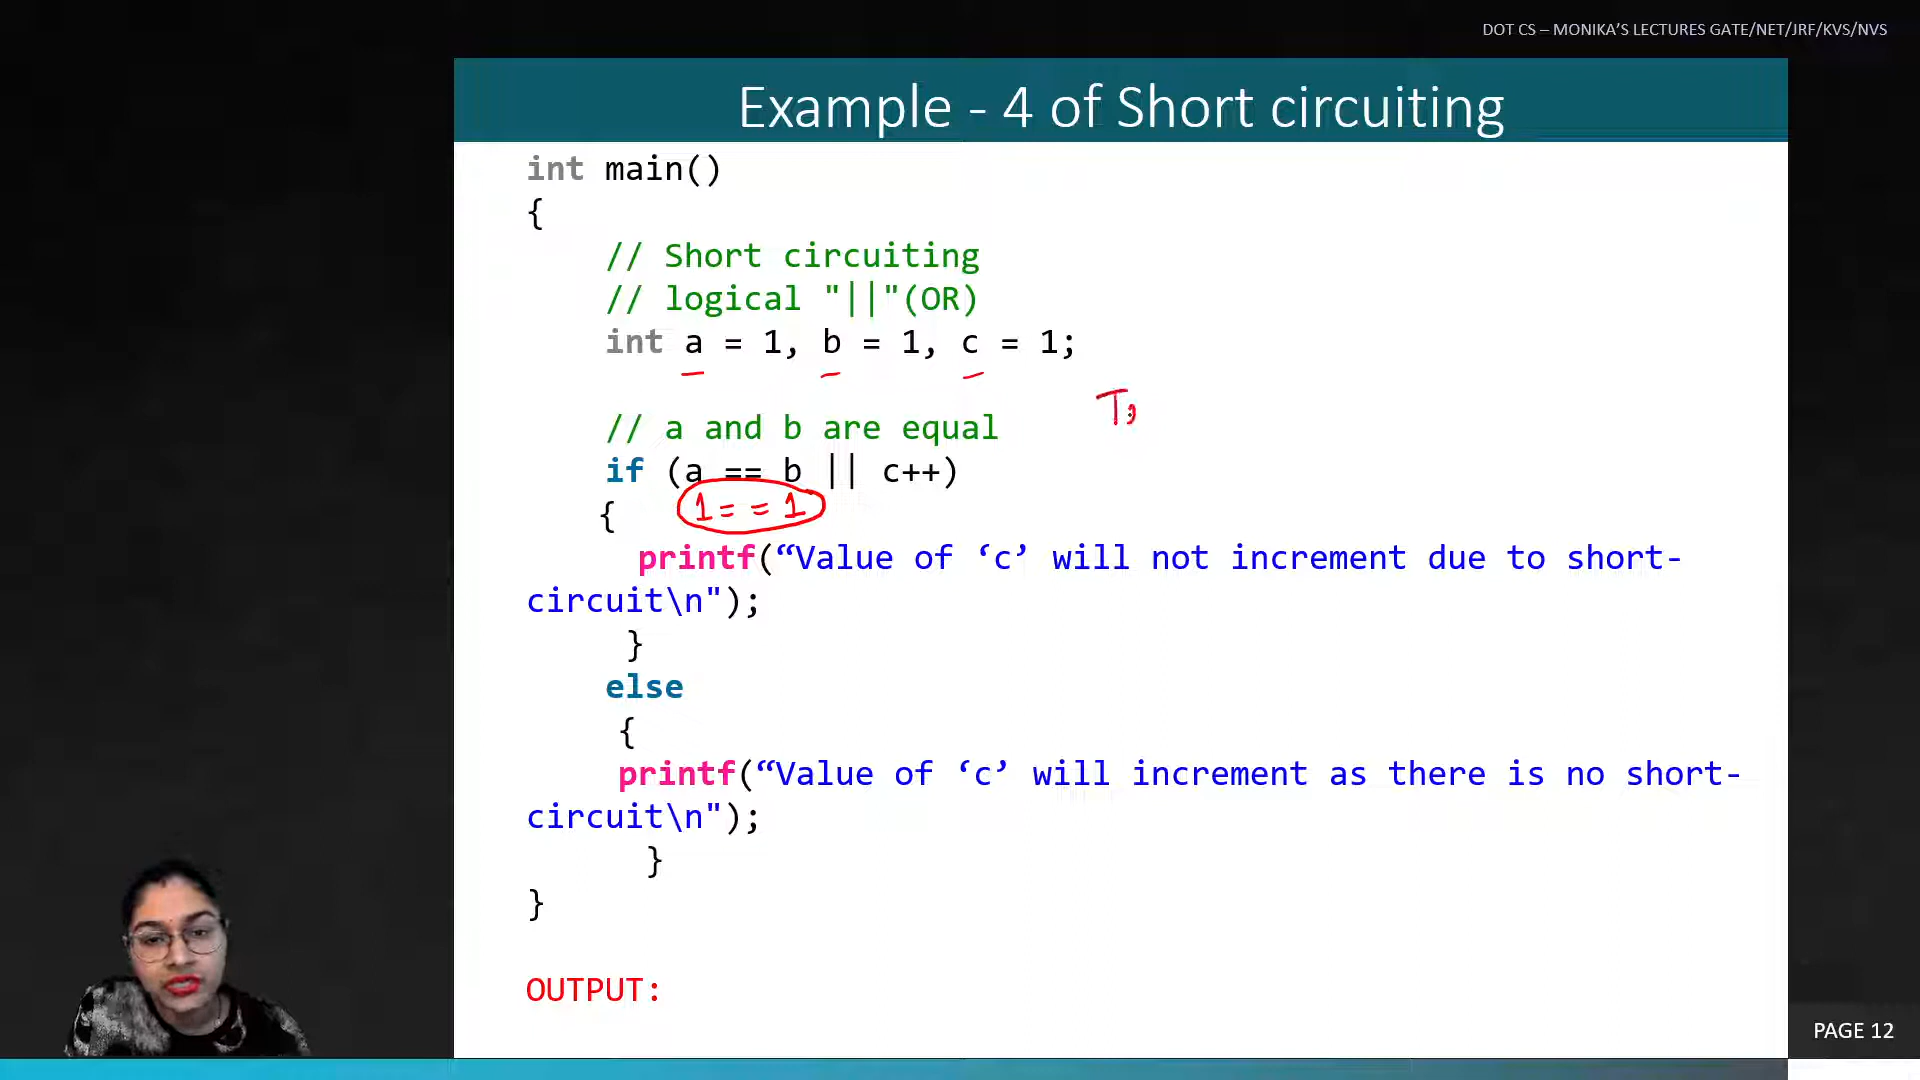 DOT CS – MONIKA’S LECTURES GATE/NET/JRF/KVS/NVS
Example - 4 of Short circuiting
int main()
{
// Short circuiting
// logical "||"(OR)
int a = 1, b = 1, c = 1;
T,
// a and b are equal
if (a == b || c++)
1 = = 1
{
printf(“Value of ‘c’ will not increment due to short-
circuit\n");
}
else
{
printf(“Value of ‘c’ will increment as there is no short-
circuit\n");
}
}
OUTPUT:
PAGE 12